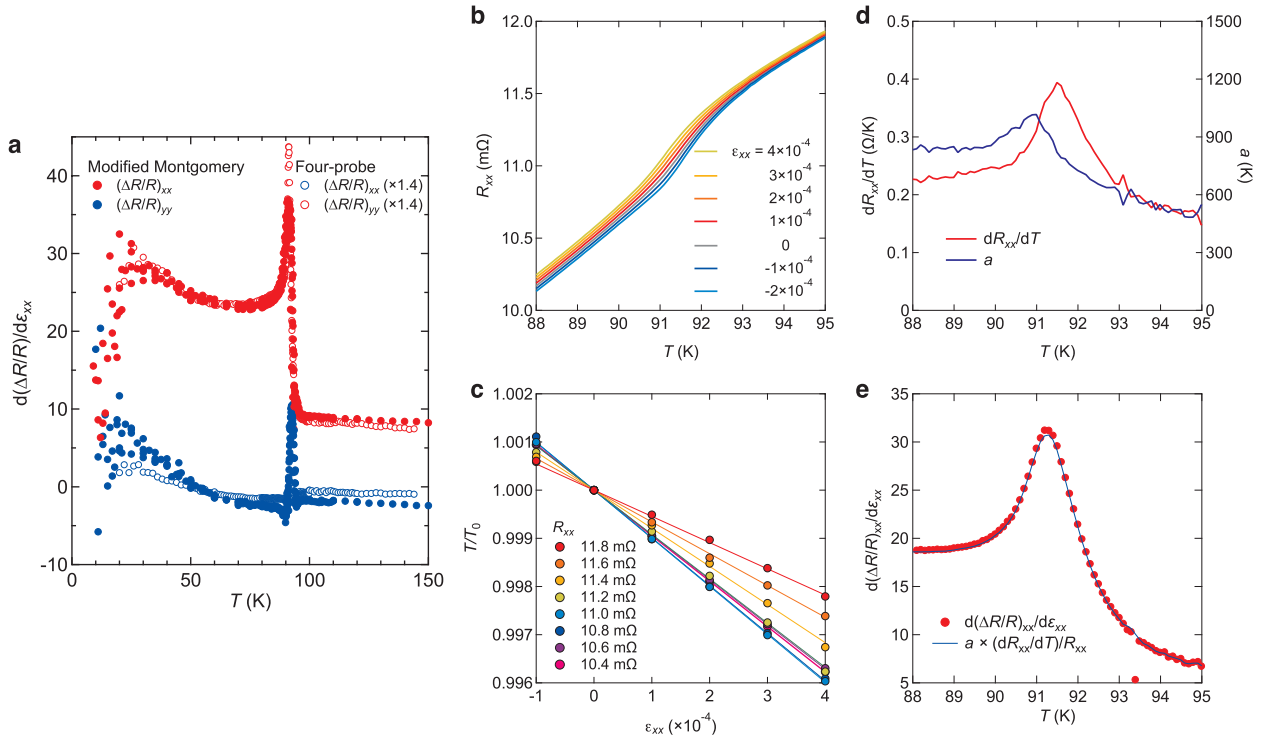 a
Modified Montgomery
Four-probe
(ΔR/R)xx
(ΔR/R)xx (×1.4)
(ΔR/R)yy
(ΔR/R)yy (×1.4)
d(ΔR/R)/dεxx
40
30
20
10
0
-10
0
50
100
150
T (K)
b
Rxx (mΩ)
12.0
11.5
11.0
10.5
10.0
εxx = 4×10-4
3×10-4
2×10-4
1×10-4
0
-1×10-4
-2×10-4
88 89 90 91 92 93 94 95
T (K)
c
T/T0
1.002
1.001
1.000
0.999
0.998
0.997
0.996
Rxx
11.8 mΩ
11.6 mΩ
11.4 mΩ
11.2 mΩ
11.0 mΩ
10.8 mΩ
10.6 mΩ
10.4 mΩ
-1 0 1 2 3 4
εxx (×10-4)
d
dRxx/dT (Ω/K)
0.5
0.4
0.3
0.2
0.1
0
1500
1200
900
600
300
0
a (K)
dRxx/dT
a
88 89 90 91 92 93 94 95
T (K)
e
d(ΔR/R)xx/dεxx
35
30
25
20
15
10
5
d(ΔR/R)xx/dεxx
a × (dRxx/dT)/Rxx
88 89 90 91 92 93 94 95
T (K)